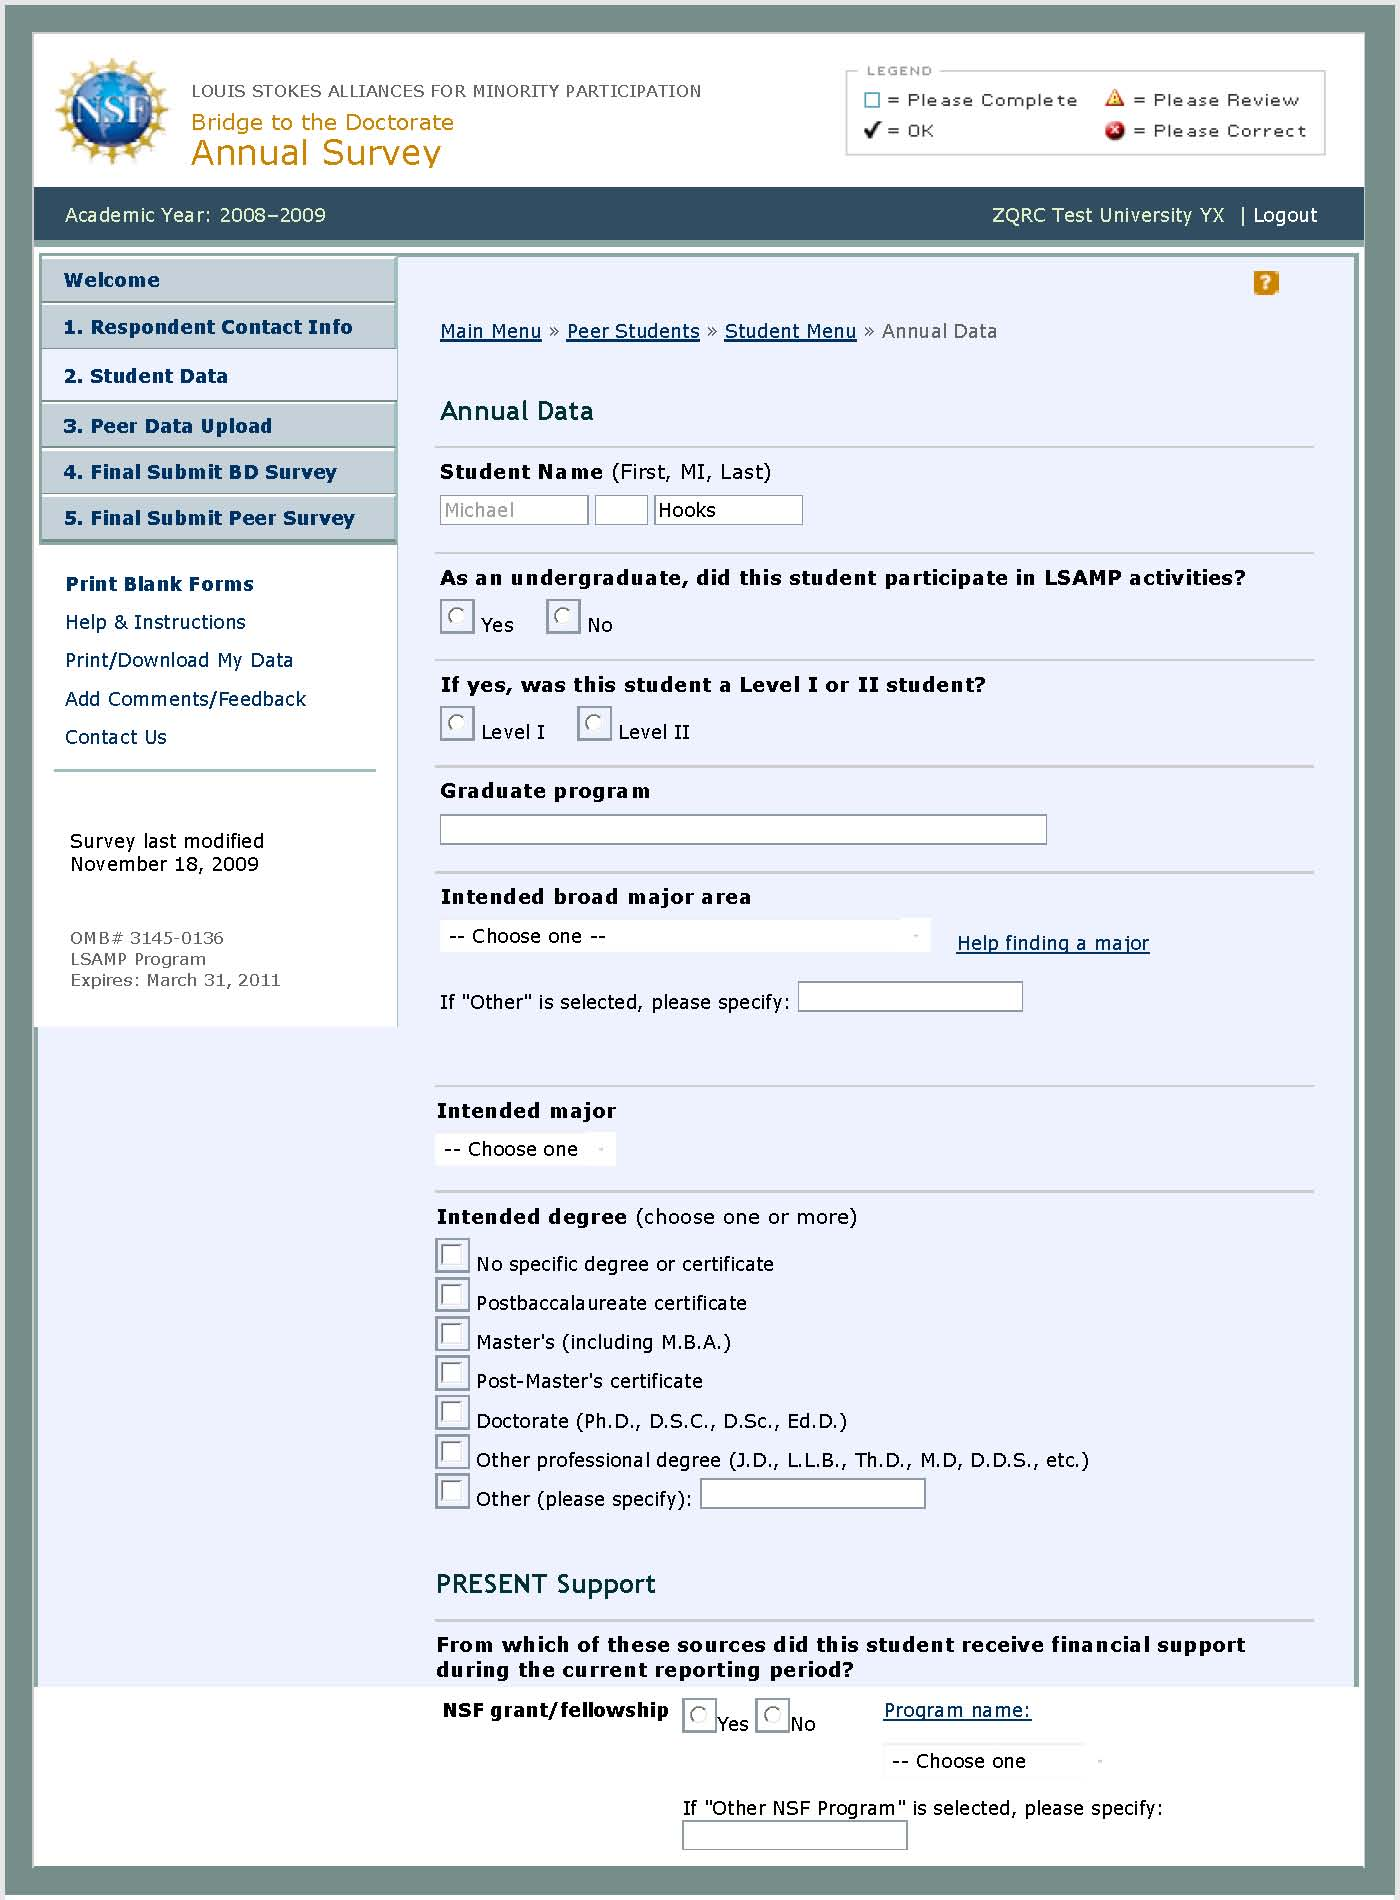 NSF
LOUIS STOKES ALLIANCES FOR MINORITY PARTICIPATION
Bridge to the Doctorate
Annual Survey
LEGEND
= Please Complete
= Please Review
= OK
= Please Correct
Academic Year: 2008–2009
ZQRC Test University YX | Logout
Welcome
1. Respondent Contact Info
2. Student Data
3. Peer Data Upload
4. Final Submit BD Survey
5. Final Submit Peer Survey
Print Blank Forms
Help & Instructions
Print/Download My Data
Add Comments/Feedback
Contact Us
Survey last modified
November 18, 2009
OMB# 3145-0136
LSAMP Program
Expires: March 31, 2011
?
Main Menu » Peer Students » Student Menu » Annual Data
Annual Data
Student Name (First, MI, Last)
Michael Hooks
As an undergraduate, did this student participate in LSAMP activities?
Yes No
If yes, was this student a Level I or II student?
Level I Level II
Graduate program
Intended broad major area
-- Choose one --
Help finding a major
If "Other" is selected, please specify:
Intended major
-- Choose one
Intended degree (choose one or more)
No specific degree or certificate
Postbaccalaureate certificate
Master's (including M.B.A.)
Post-Master's certificate
Doctorate (Ph.D., D.S.C., D.Sc., Ed.D.)
Other professional degree (J.D., L.L.B., Th.D., M.D, D.D.S., etc.)
Other (please specify):
PRESENT Support
From which of these sources did this student receive financial support
during the current reporting period?
NSF grant/fellowship Yes No Program name:
-- Choose one
If "Other NSF Program" is selected, please specify: